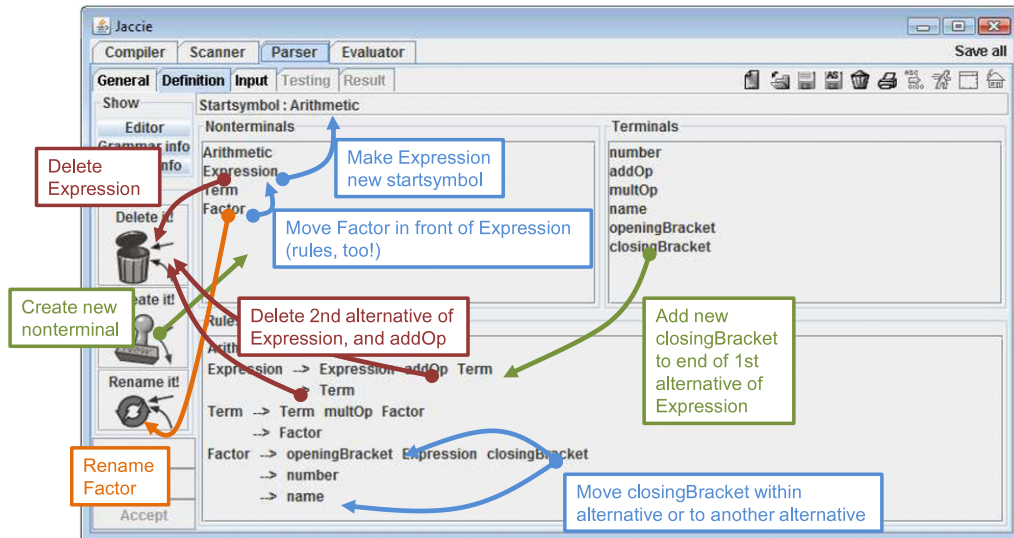 Jaccie
Compiler Scanner Parser Evaluator Save all
General Definition Input Testing Result
Show
Startsymbol : Arithmetic
Editor
Grammar info
nfo
Nonterminals
Arithmetic
Expression
Term
Factor
Terminals
number
addOp
multOp
name
openingBracket
closingBracket
Delete
Expression
Make Expression
new startsymbol
Move Factor in front of Expression
(rules, too!)
Delete it!
Create new
nonterminal
eate it!
Delete 2nd alternative of
Expression, and addOp
Add new
closingBracket
to end of 1st
alternative of
Expression
Rules
Arith
Expression --> Expression addOp Term
--> Term
Rename it!
Term --> Term multOp Factor
--> Factor
Factor --> openingBracket Expression closingBracket
--> number
--> name
Rename
Factor
Move closingBracket within
alternative or to another alternative
Accept